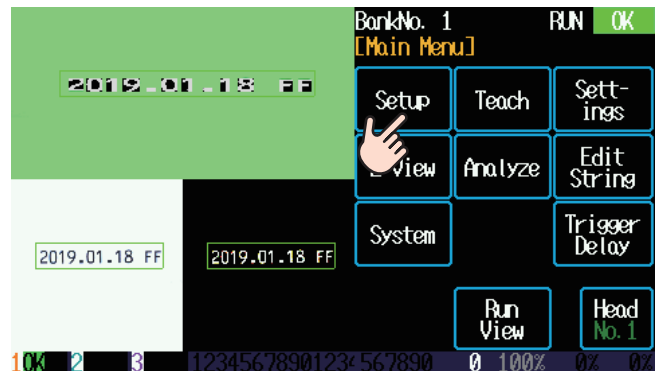 BankNo. 1 RUN OK
[Main Menu]
2019.01.18 FF
Setup
Teach
Sett-
ings
View
Analyze
Edit
String
System
Trigger
Delay
2019.01.18 FF
2019.01.18 FF
Run
View
Head
No.1
1OK 2 3 12345678901234567890 0 100% 0% 0%